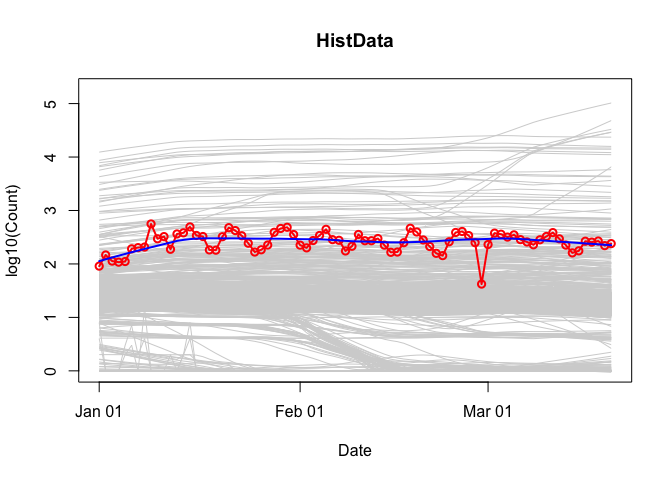 HistData
log10(Count)
5
4
3
2
1
0
Jan 01
Feb 01
Mar 01
Date